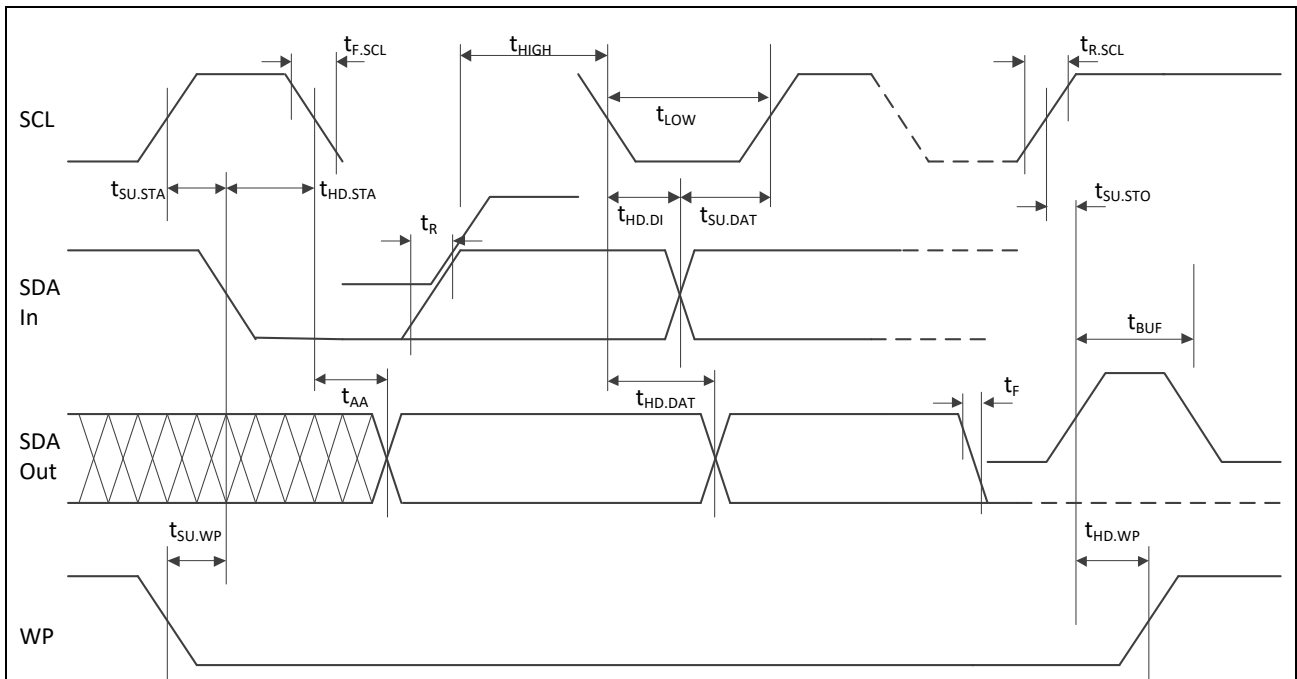 tF.SCL
tHIGH
tR.SCL
SCL
tLOW
tSU.STA
tHD.STA
tHD.DI
tSU.DAT
tSU.STO
tR
SDA
In
tBUF
tAA
tHD.DAT
tF
SDA
Out
tSU.WP
tHD.WP
WP